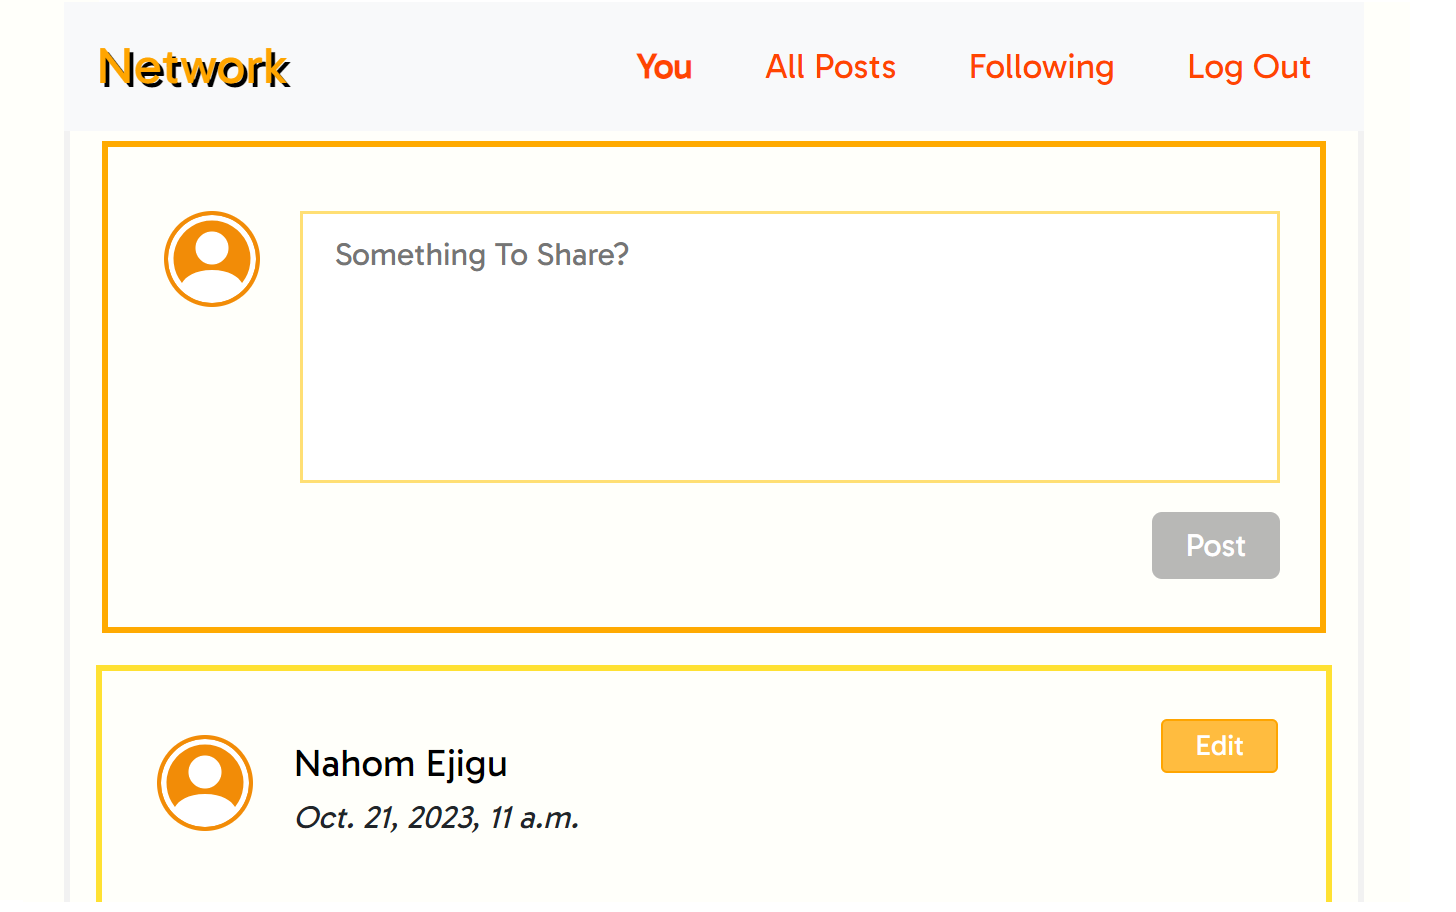 Network
You All Posts Following Log Out
Something To Share?
Post
Nahom Ejigu
Edit
Oct. 21, 2023, 11 a.m.